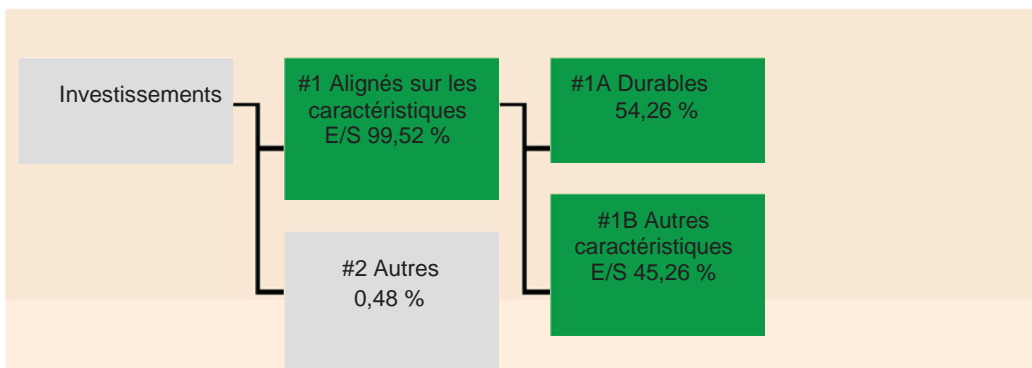 Investissements
#1 Alignés sur les
caractéristiques
E/S 99,52 %
#1A Durables
54,26 %
#2 Autres
0,48 %
#1B Autres
caractéristiques
E/S 45,26 %